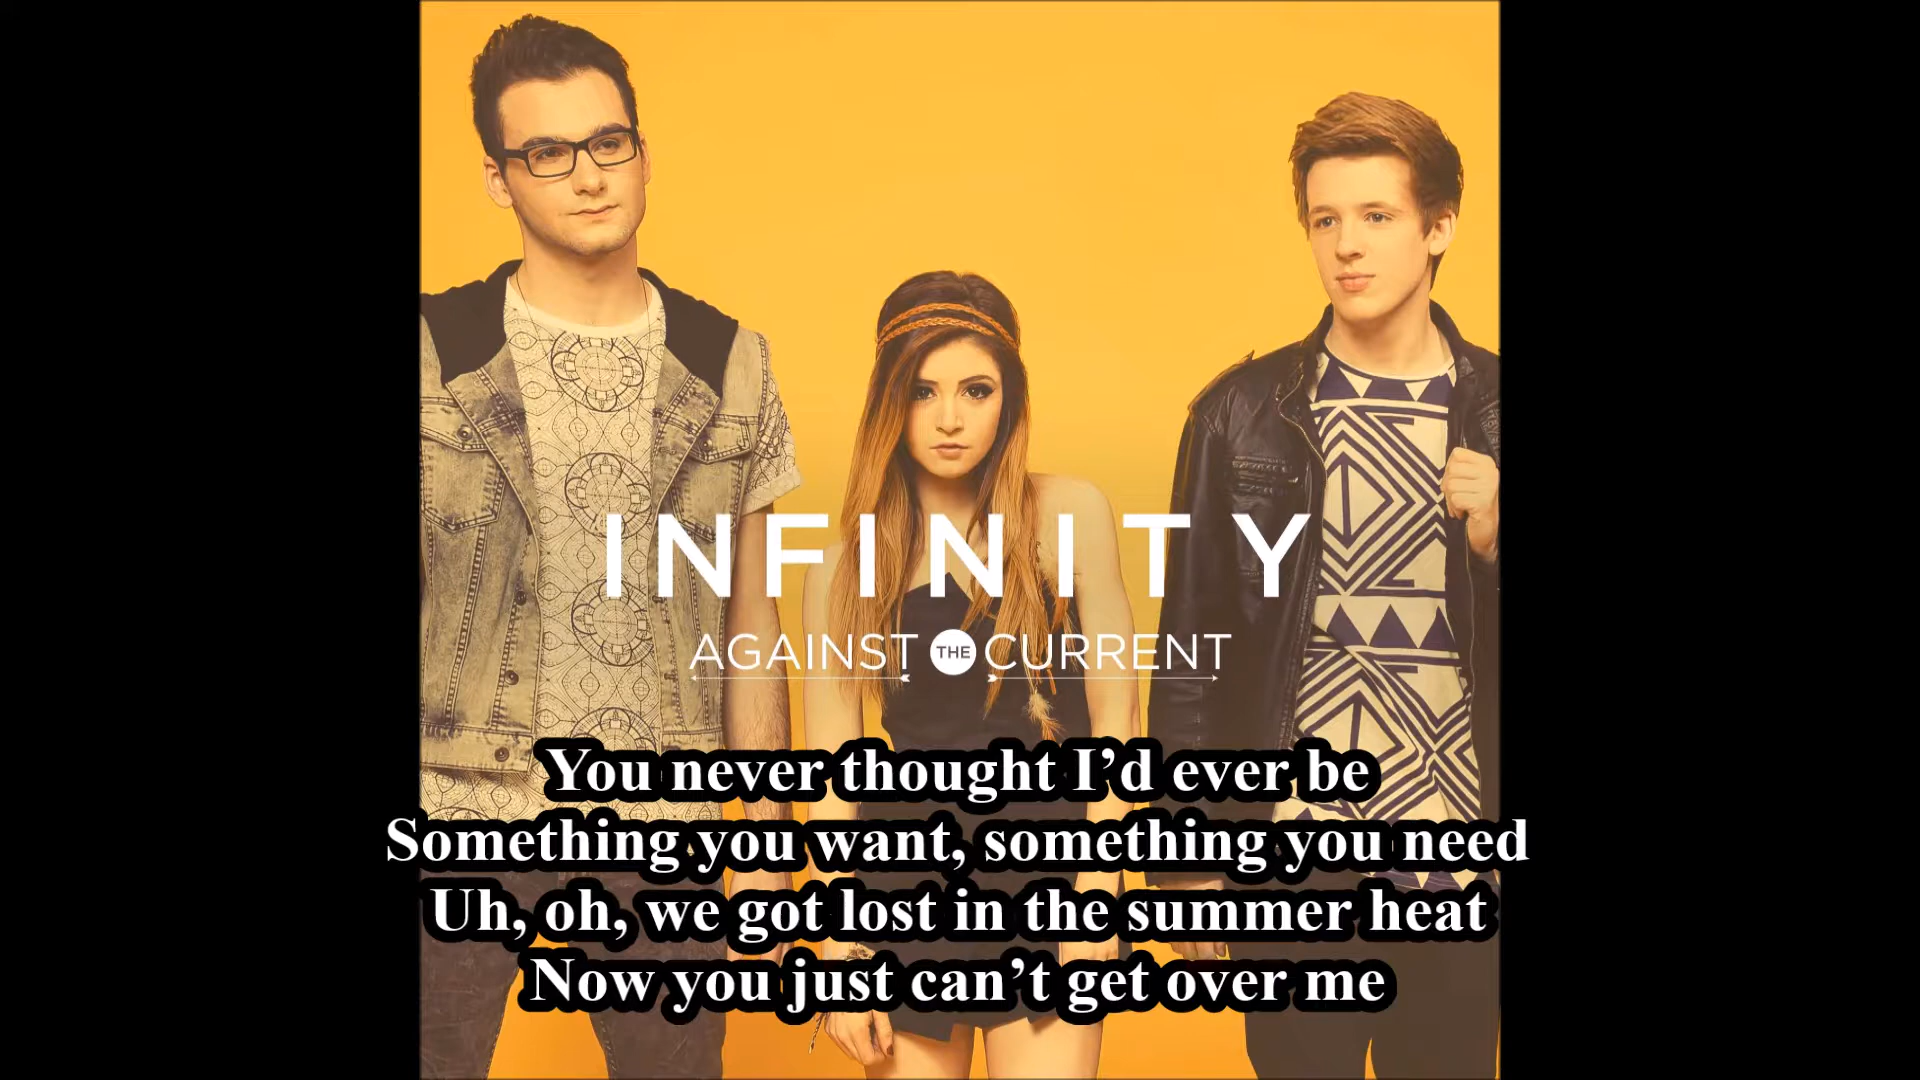 INFINITY
AGAINST THE CURRENT
You never thought I’d ever be
Something you want, something you need
Uh, oh, we got lost in the summer heat
Now you just can’t get over me